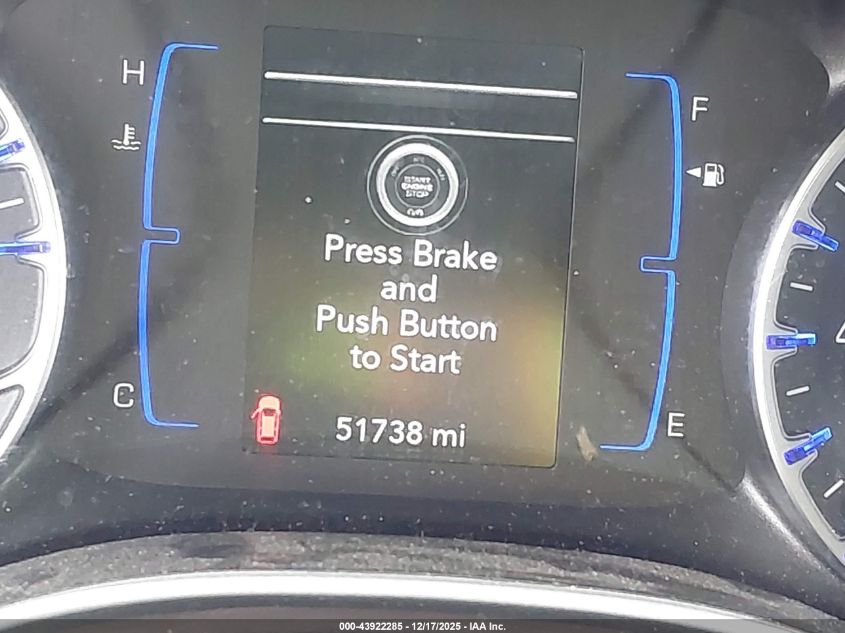 H
F
START
ENGINE
STOP
Press Brake
and
Push Button
to Start
C
E
51738 mi
000-43922285 - 12/17/2025 - IAA Inc.